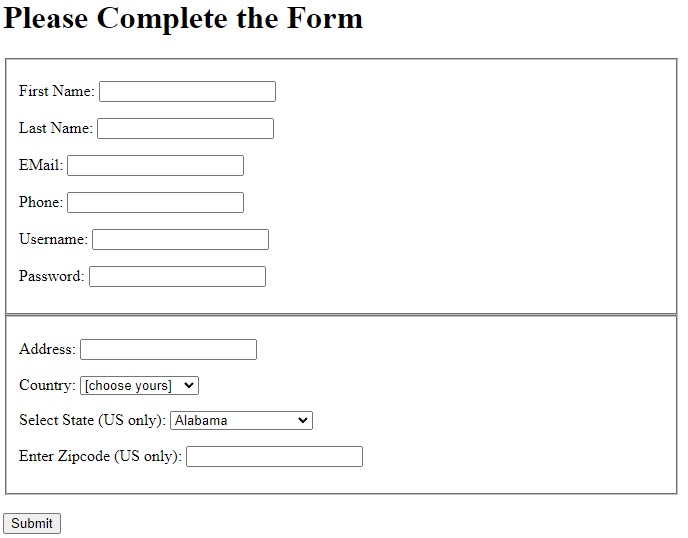 Please Complete the Form
First Name:
Last Name:
EMail:
Phone:
Username:
Password:
Address:
Country: [choose yours]
Select State (US only): Alabama
Enter Zipcode (US only):
Submit